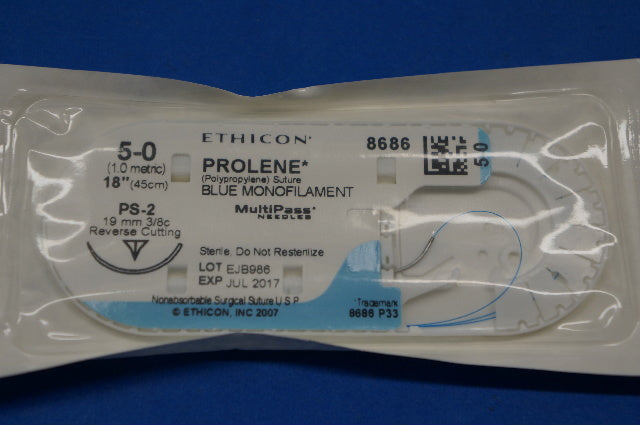 5-0
(1.0 metric)
18" (45cm)
PS-2
19 mm 3/8c
Reverse Cutting
ETHICON*
8686
PROLENE*
(Polypropylene) Suture
BLUE MONOFILAMENT
MultiPass*
NEEDLES
Sterile, Do Not Resterilize
LOT EJB986
EXP JUL 2017
Nonabsorbable Surgical Suture U.S.P.
© ETHICON, INC 2007
*Trademark
8686 P33
5-0